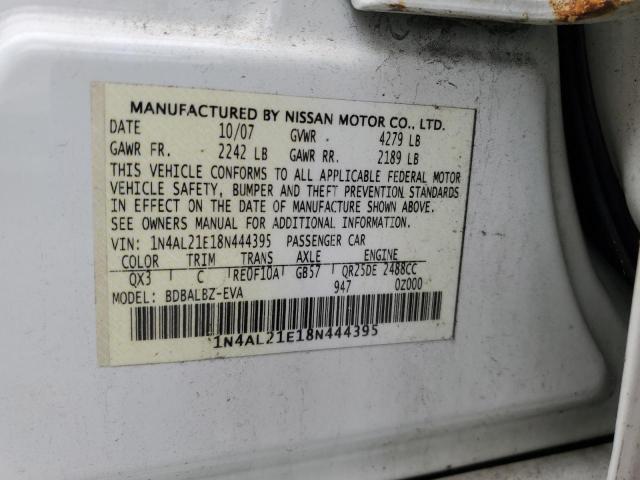 MANUFACTURED BY NISSAN MOTOR CO., LTD.
DATE 10/07 GVWR 4279 LB
GAWR FR. 2242 LB GAWR RR. 2189 LB
THIS VEHICLE CONFORMS TO ALL APPLICABLE FEDERAL MOTOR
VEHICLE SAFETY, BUMPER AND THEFT PREVENTION STANDARDS
IN EFFECT ON THE DATE OF MANUFACTURE SHOWN ABOVE.
SEE OWNERS MANUAL FOR ADDITIONAL INFORMATION.
VIN: 1N4AL21E18N444395 PASSENGER CAR
COLOR TRIM TRANS AXLE ENGINE
QX3 C RE0F10A GB57 QR25DE 2488CC
MODEL: BDBALBZ-EVA 947 0Z000
1N4AL21E18N444395